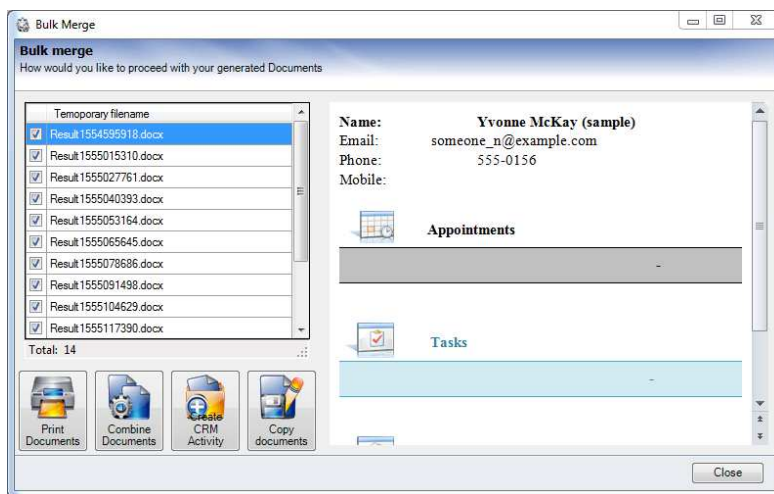 Bulk Merge
Bulk merge
How would you like to proceed with your generated Documents
Temoporary filename
Result1554595918.docx
Result1555015310.docx
Result1555027761.docx
Result1555040393.docx
Result1555053164.docx
Result1555065645.docx
Result1555078686.docx
Result1555091498.docx
Result1555104629.docx
Result1555117390.docx
Total: 14
Print
Documents
Combine
Documents
Create
CRM
Activity
Copy
documents
Name: Yvonne McKay (sample)
Email: someone_n@example.com
Phone: 555-0156
Mobile:
Appointments
-
Tasks
-
Close